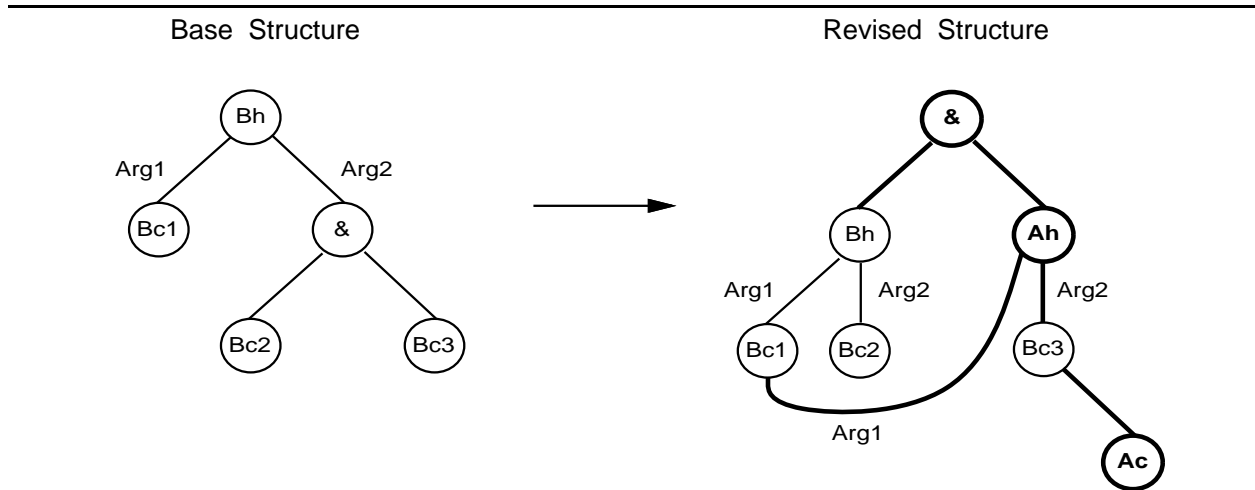 Base Structure
Revised Structure
Bh
Arg1
Arg2
Bc1
&
Bc2
Bc3
&
Bh
Ah
Arg1
Arg2
Arg2
Bc1
Bc2
Bc3
Arg1
Ac